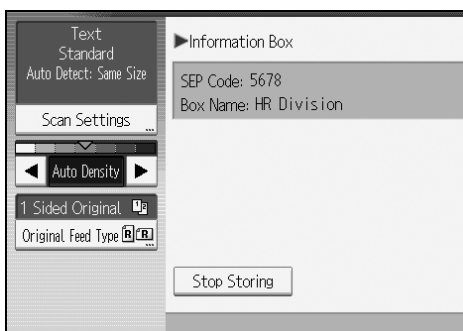 Text
Standard
Auto Detect: Same Size
Scan Settings
Auto Density
1 Sided Original
Original Feed Type
▶Information Box
SEP Code: 5678
Box Name: HR Division
Stop Storing